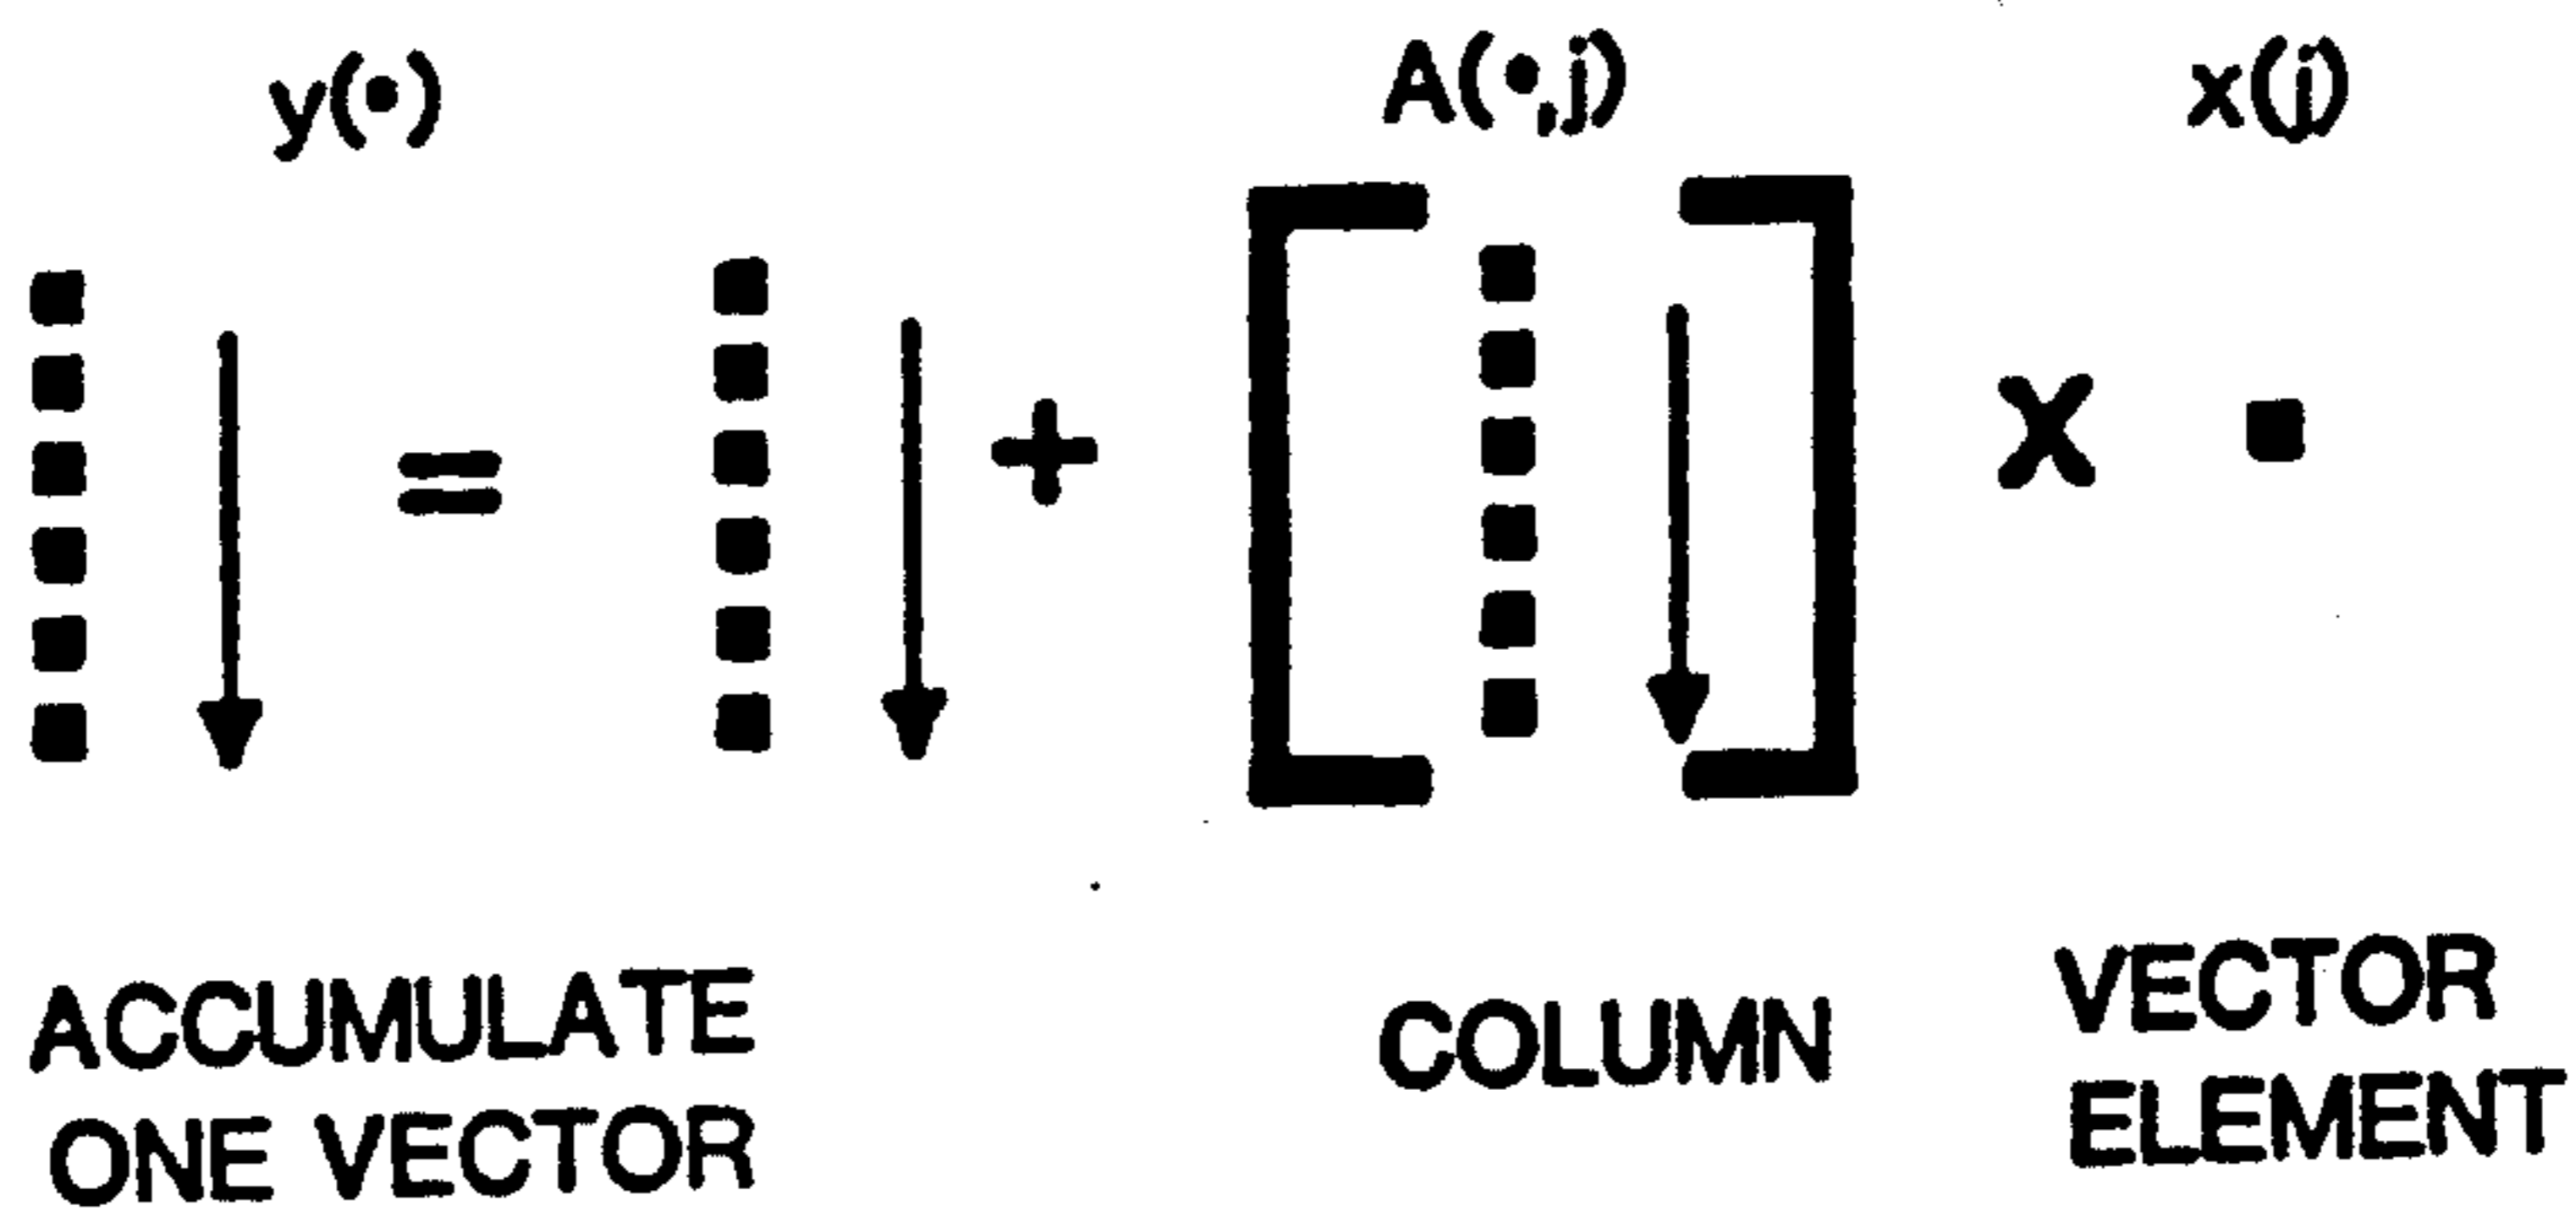 y(•) A(•,j) x(j)
= + X
ACCUMULATE
ONE VECTOR
COLUMN
VECTOR
ELEMENT